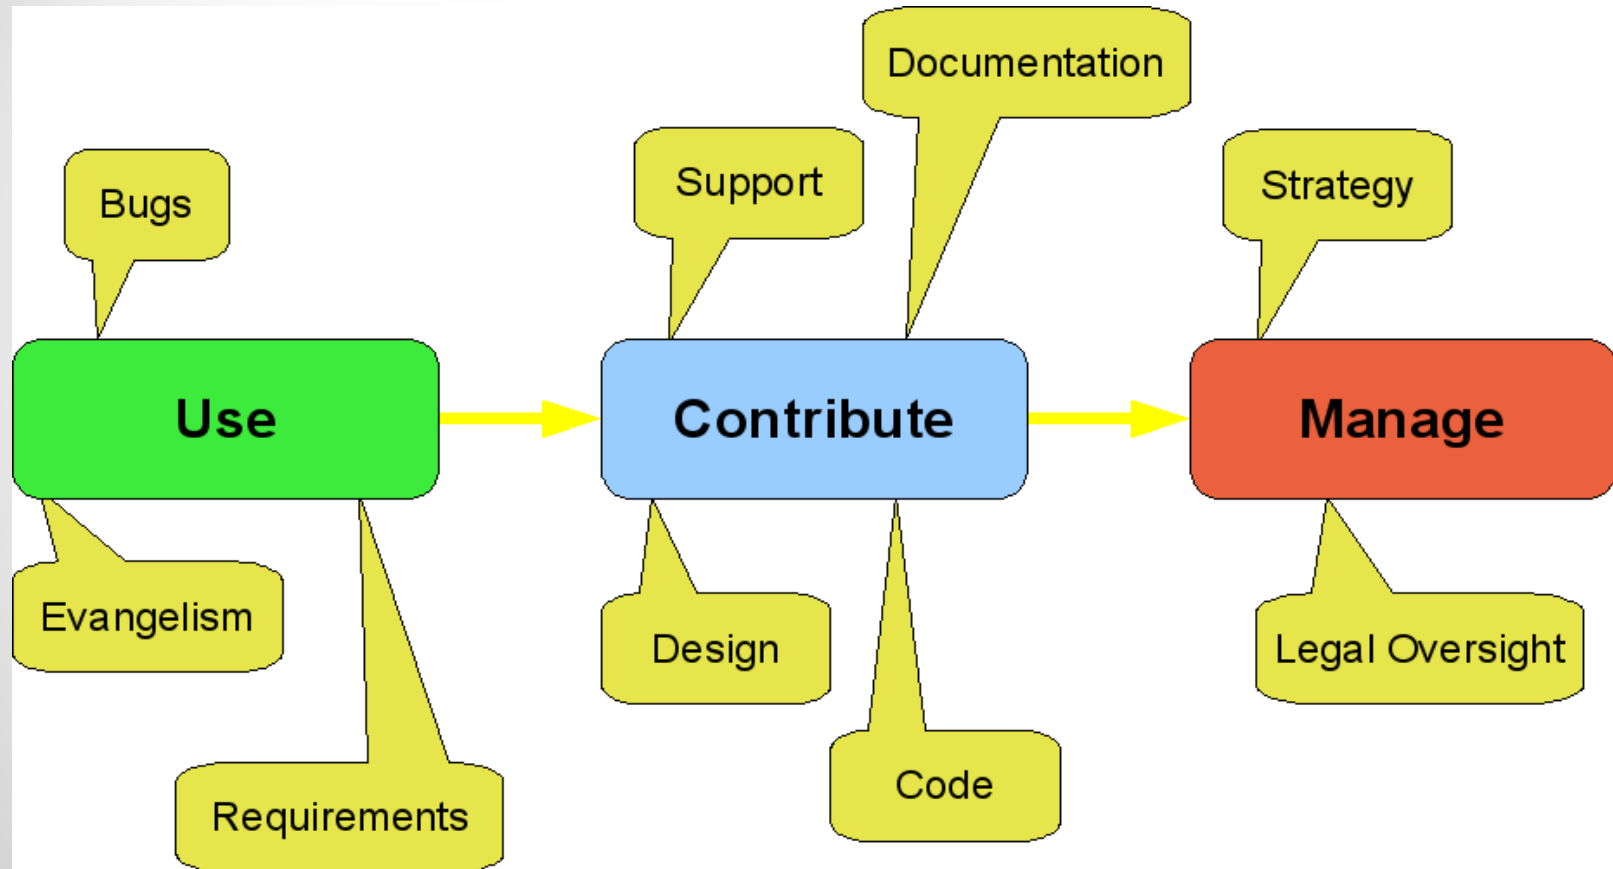 Documentation
Support
Strategy
Bugs
Use
Contribute
Manage
Evangelism
Design
Legal Oversight
Code
Requirements